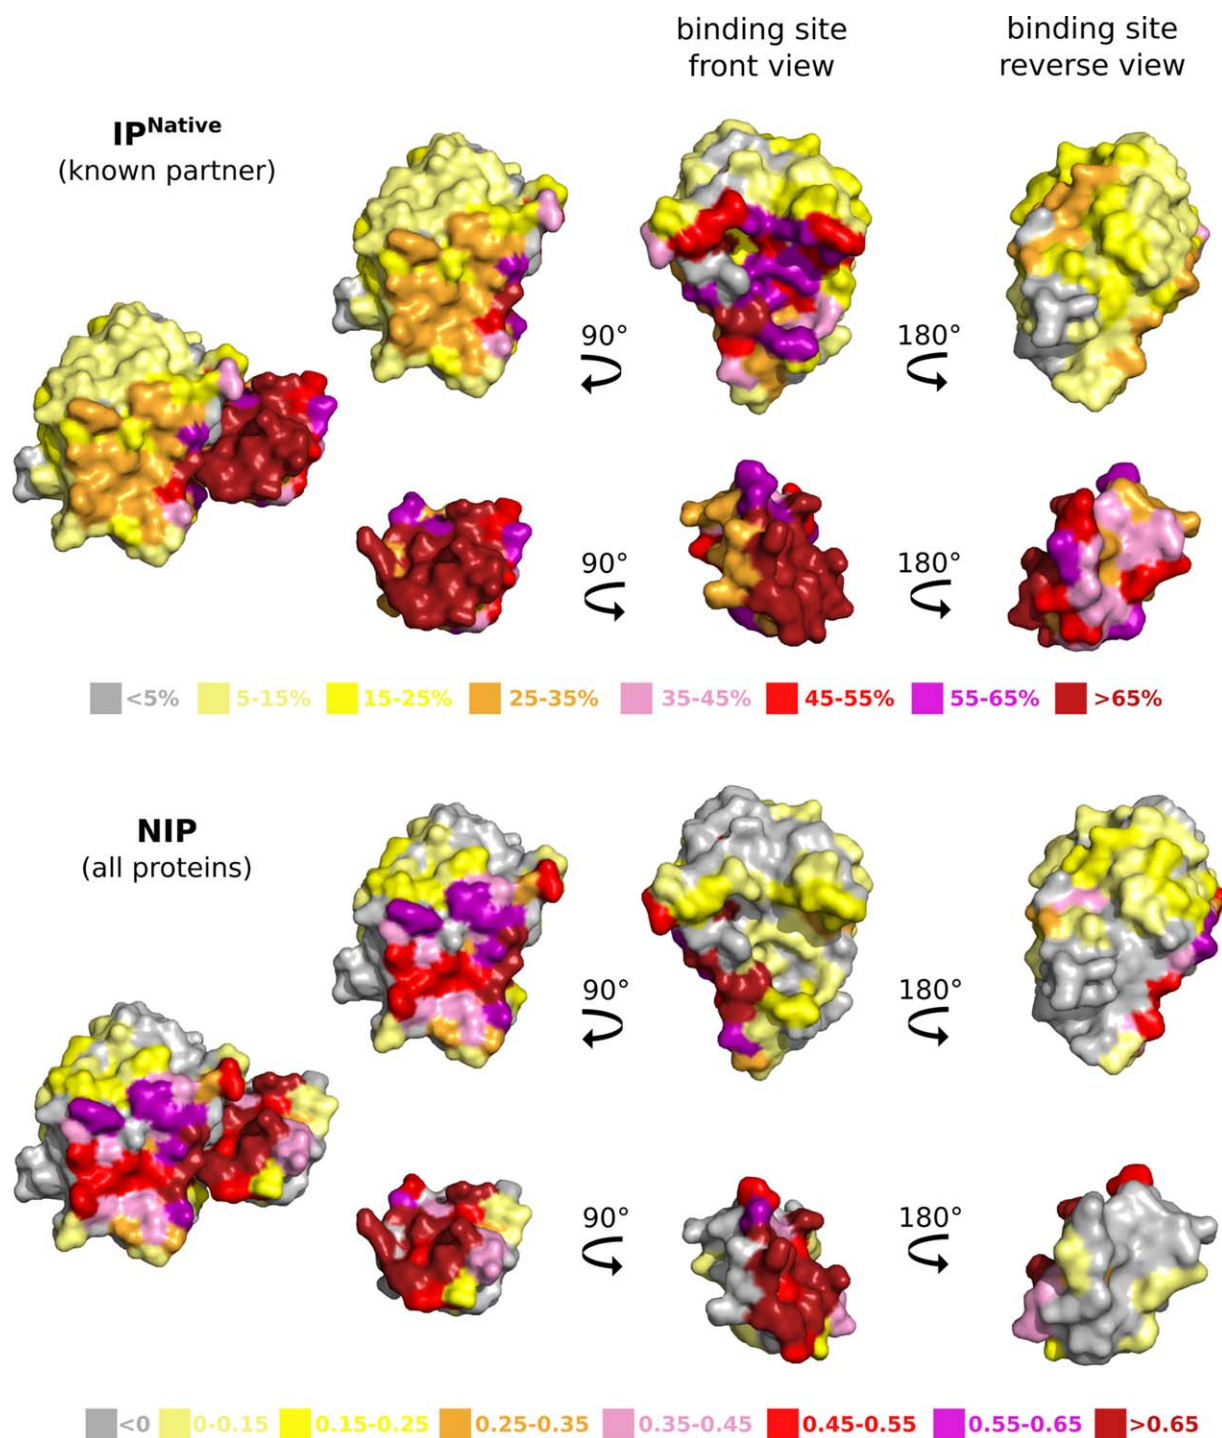 binding site
front view
binding site
reverse view
IP^Native
(known partner)
90°
180°
90°
180°
<5% 5-15% 15-25% 25-35% 35-45% 45-55% 55-65% >65%
NIP
(all proteins)
90°
180°
90°
180°
<0 0-0.15 0.15-0.25 0.25-0.35 0.35-0.45 0.45-0.55 0.55-0.65 >0.65